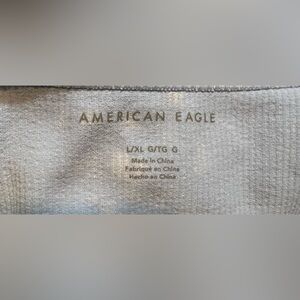 AMERICAN EAGLE
L/XL G/TG G
Made in China
Fabriqué en Chine
Hecho en China